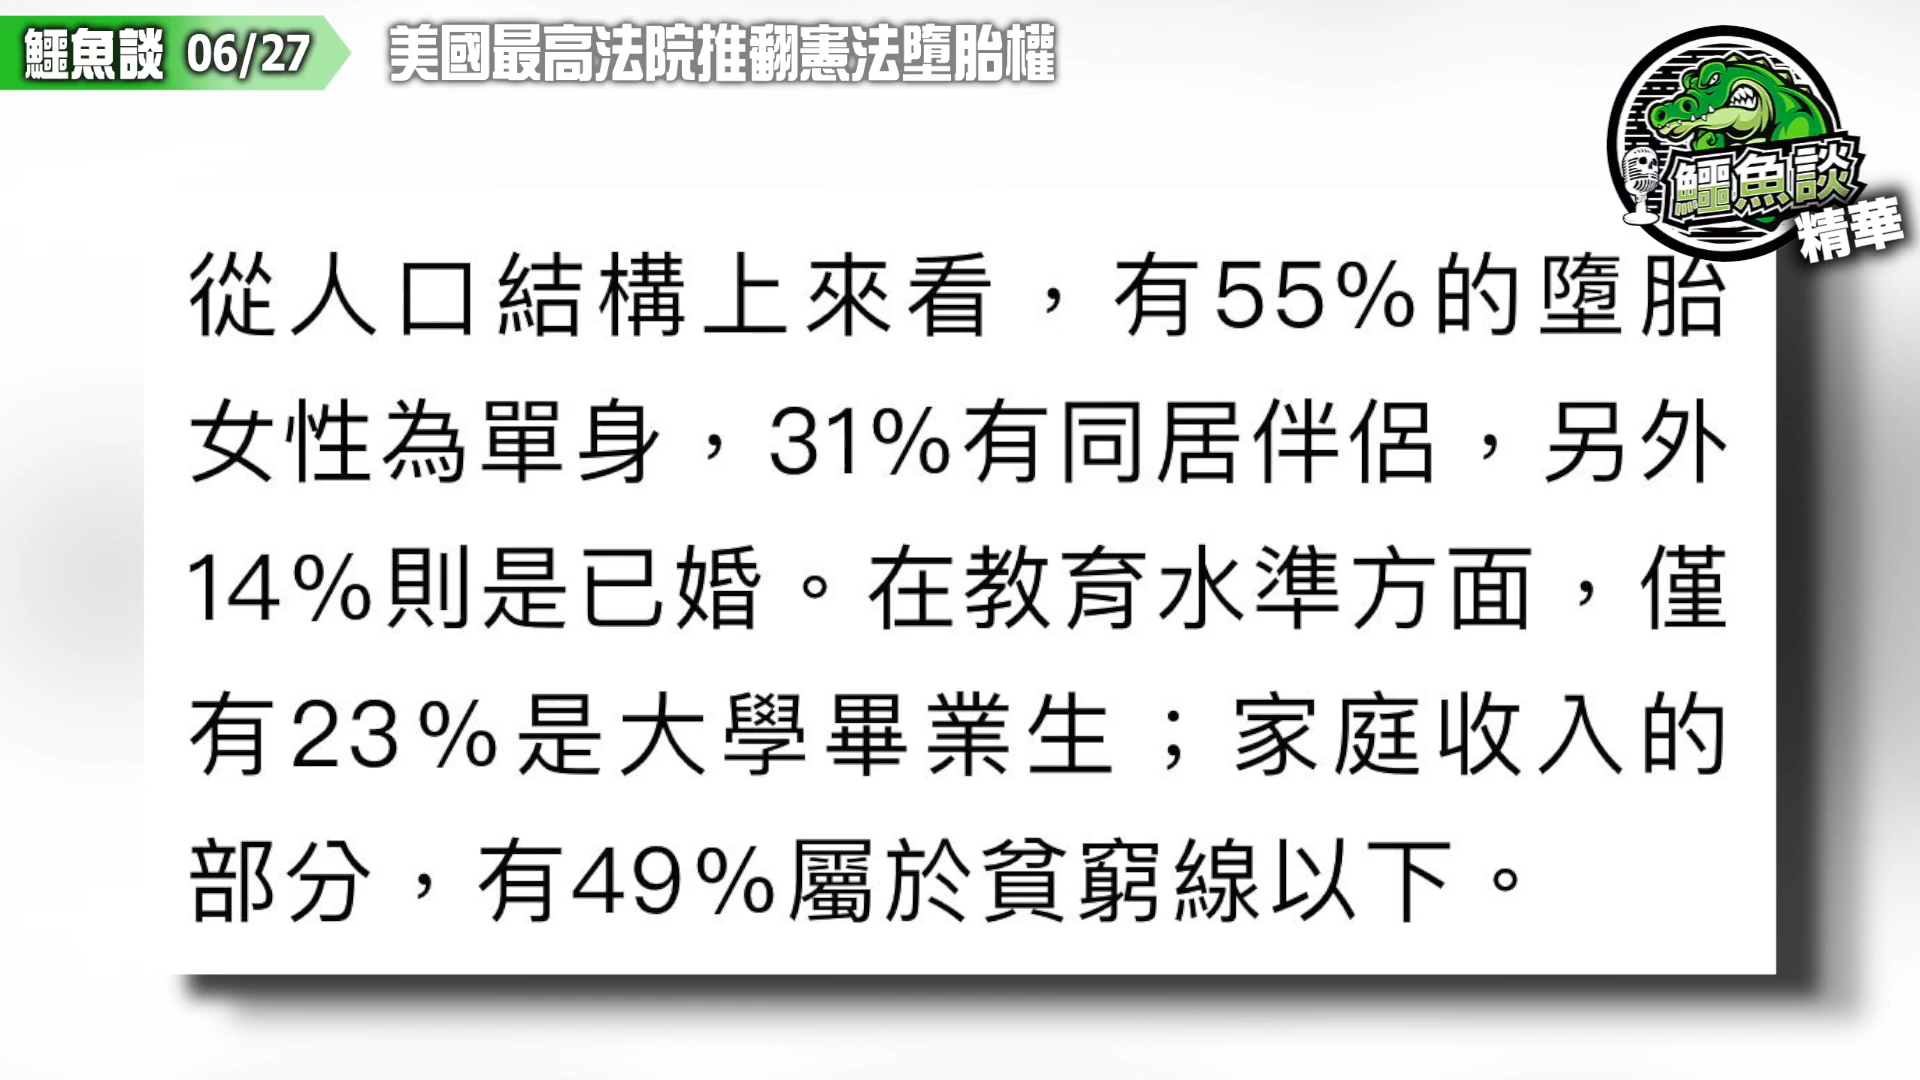 鱷魚談 06/27 美國最高法院推翻憲法墮胎權
鱷魚談
精華
從人口結構上來看，有55%的墮胎
女性為單身，31%有同居伴侶，另外
14%則是已婚。在教育水準方面，僅
有23%是大學畢業生；家庭收入的
部分，有49%屬於貧窮線以下。